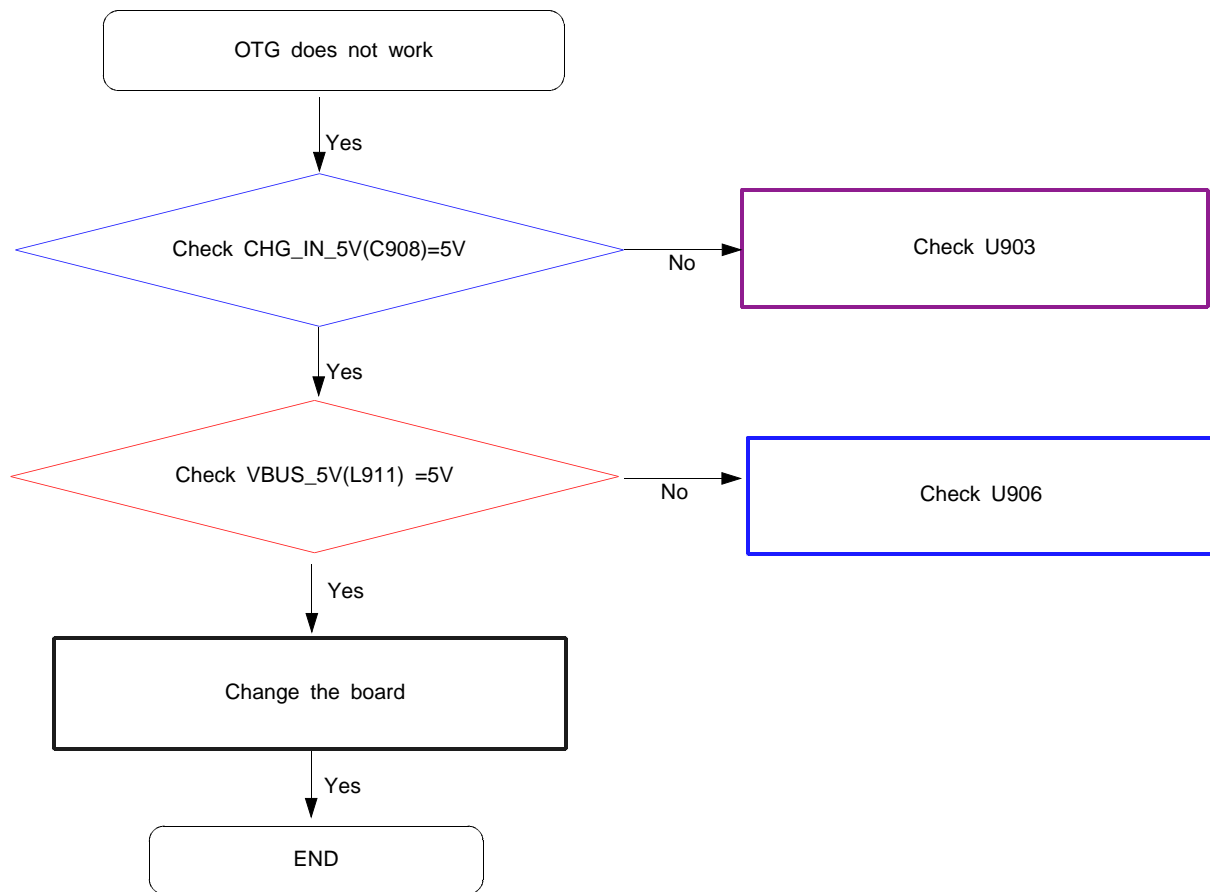 OTG does not work
Yes
Check CHG_IN_5V(C908)=5V
No
Check U903
Yes
Check VBUS_5V(L911) =5V
No
Check U906
Yes
Change the board
Yes
END